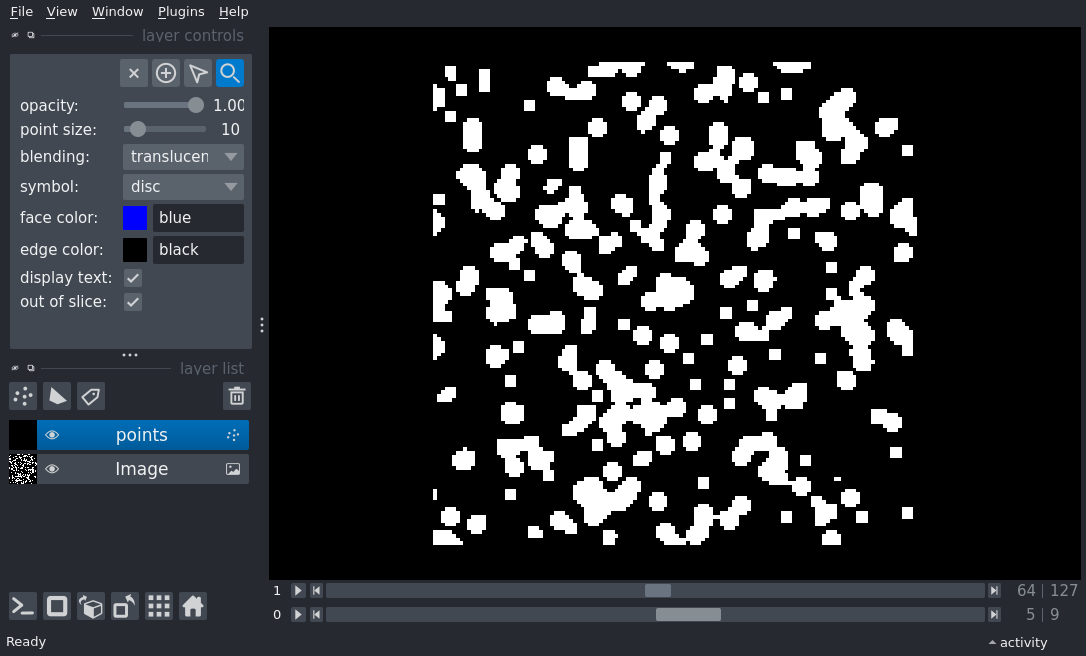 File View Window Plugins Help
layer controls
opacity: 1.00
point size: 10
blending: translucen
symbol: disc
face color: blue
edge color: black
display text:
out of slice:
layer list
points
Image
1 64 127
0 5 9
Ready activity